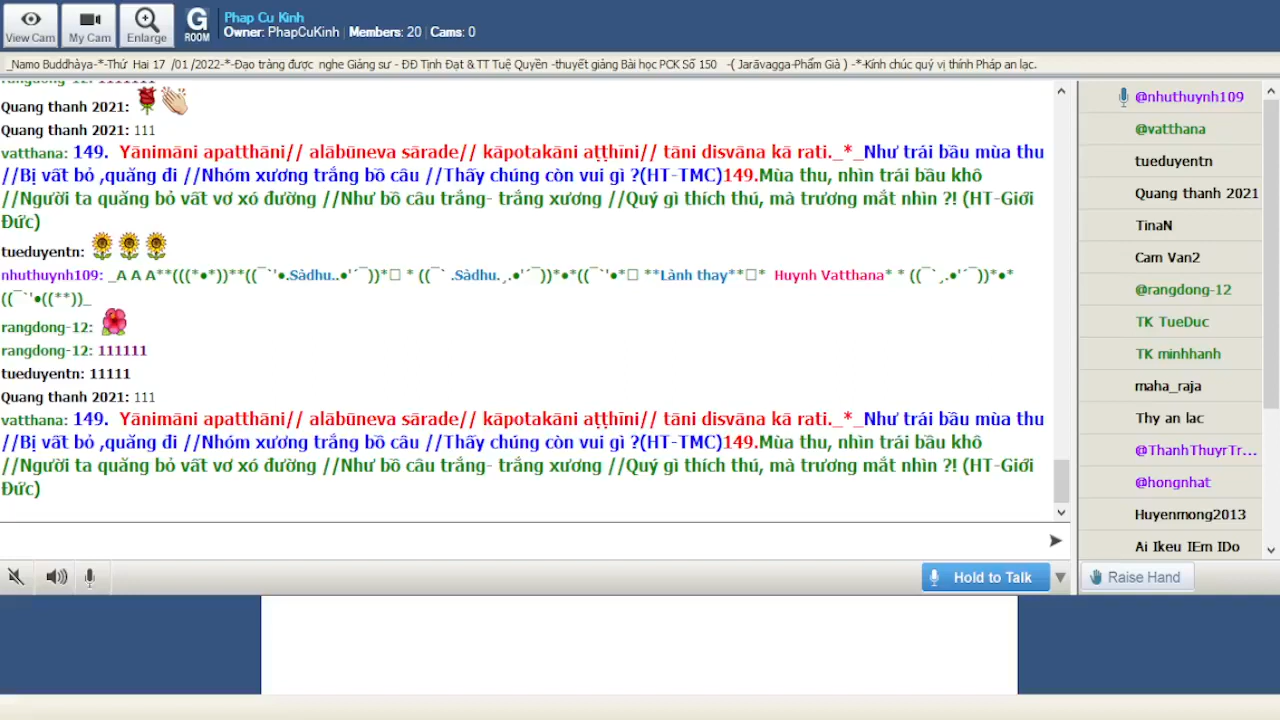 View Cam
My Cam
Enlarge
G
ROOM
Phap Cu Kinh
Owner: PhapCuKinh | Members: 20 | Cams: 0
_Namo Buddhàya-*-Thứ Hai 17 /01 /2022-*-Đạo tràng được nghe Giảng sư - ĐĐ Tịnh Đạt & TT Tuệ Quyền -thuyết giảng Bài học PCK Số 150 -( Jarāvagga-Phẩm Già ) -*-Kính chúc quý vị thính Pháp an lạc.
rangdong-12: 1111111
Quang thanh 2021:
Quang thanh 2021: 111
vatthana: 149. Yānimāni apatthāni// alābūneva sārade// kāpotakāni aṭṭhīni// tāni disvāna kā rati._*_Như trái bầu mùa thu
//Bị vất bỏ ,quăng đi //Nhóm xương trắng bồ câu //Thấy chúng còn vui gì ?(HT-TMC)149.Mùa thu, nhìn trái bầu khô
//Người ta quăng bỏ vất vơ xó đường //Như bồ câu trắng- trắng xương //Quý gì thích thú, mà trương mắt nhìn ?! (HT-Giới
Đức)
tueduyentn:
nhuthuynh109: _A A A**(((*•*))**((¯`'•.Sàdhu..•'´¯))*□ * ((¯` .Sàdhu.¸.•'´¯))*•*((¯`'•*□ **Lành thay**□* Huynh Vatthana* * ((¯`¸.•'´¯))*•*
((¯`'•((**))_
rangdong-12:
rangdong-12: 111111
tueduyentn: 11111
Quang thanh 2021: 111
vatthana: 149. Yānimāni apatthāni// alābūneva sārade// kāpotakāni aṭṭhīni// tāni disvāna kā rati._*_Như trái bầu mùa thu
//Bị vất bỏ ,quăng đi //Nhóm xương trắng bồ câu //Thấy chúng còn vui gì ?(HT-TMC)149.Mùa thu, nhìn trái bầu khô
//Người ta quăng bỏ vất vơ xó đường //Như bồ câu trắng- trắng xương //Quý gì thích thú, mà trương mắt nhìn ?! (HT-Giới
Đức)
@nhuthuynh109
@vatthana
tueduyentn
Quang thanh 2021
TinaN
Cam Van2
@rangdong-12
TK TueDuc
TK minhhanh
maha_raja
Thy an lac
@ThanhThuyrTr...
@hongnhat
Huyenmong2013
Ai Ikeu IEm IDo
Hold to Talk
Raise Hand